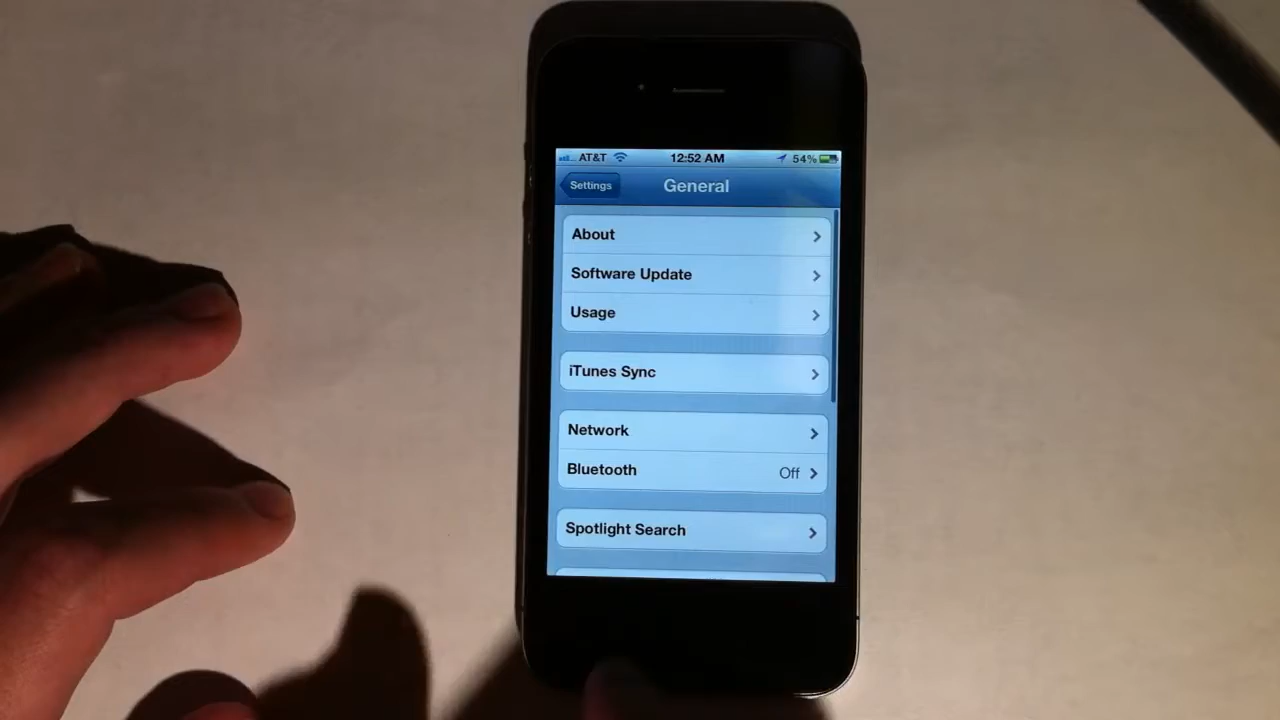 AT&T 12:52 AM 54%
Settings General
About
Software Update
Usage
iTunes Sync
Network
Bluetooth Off
Spotlight Search